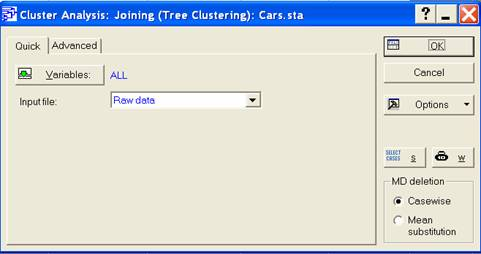 Cluster Analysis: Joining (Tree Clustering): Cars.sta
Quick
Advanced
Variables:
ALL
Input file:
Raw data
OK
Cancel
Options
SELECT
CASES
S
W
MD deletion
Casewise
Mean
substitution